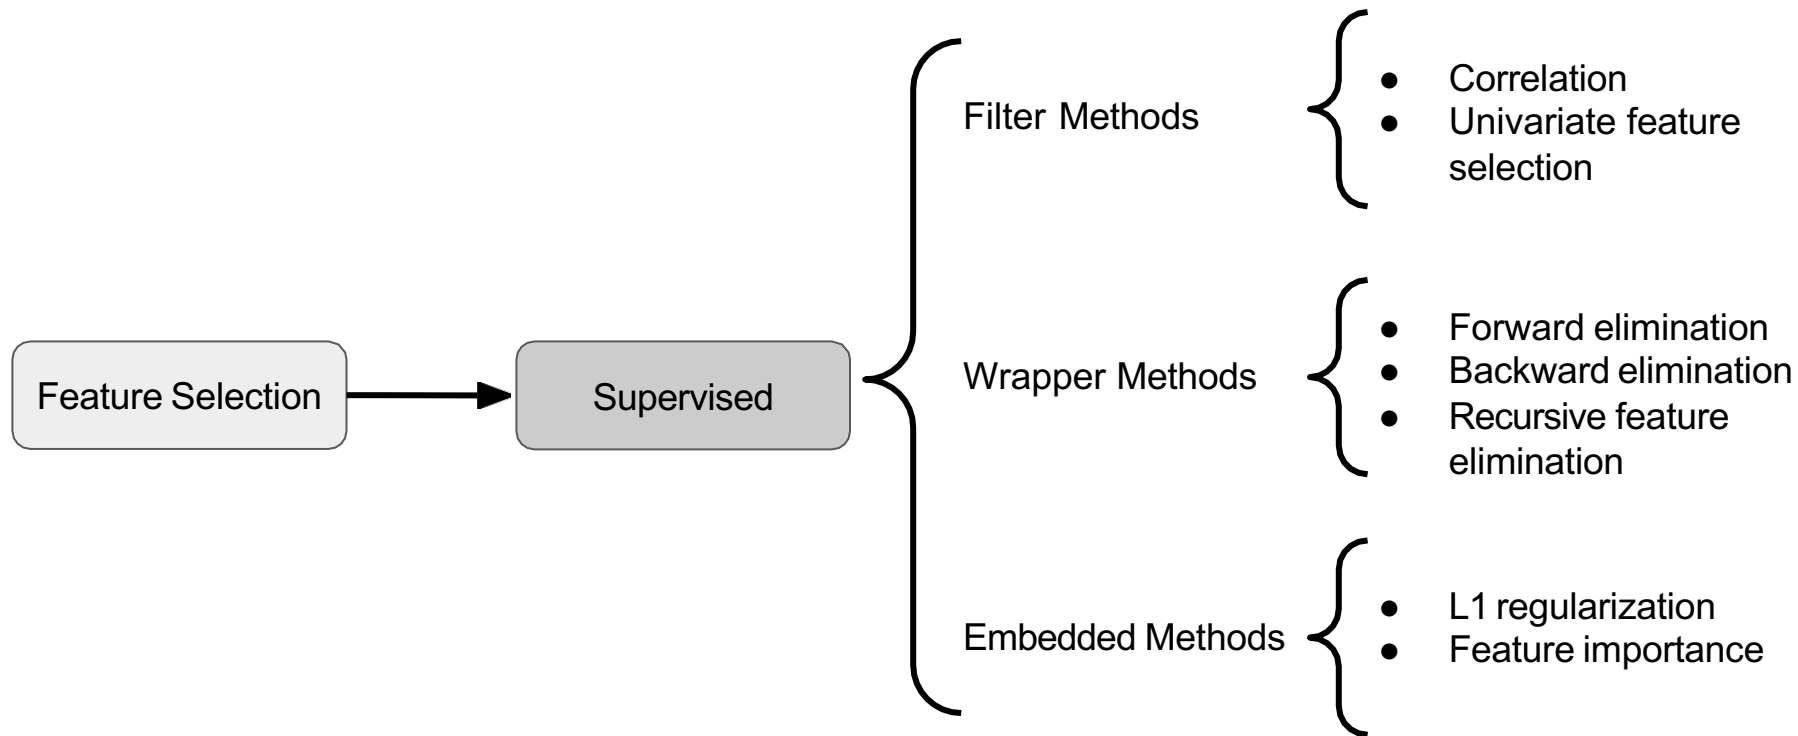 Feature Selection
Supervised
Filter Methods
● Correlation
● Univariate feature
selection
Wrapper Methods
● Forward elimination
● Backward elimination
● Recursive feature
elimination
Embedded Methods
● L1 regularization
● Feature importance